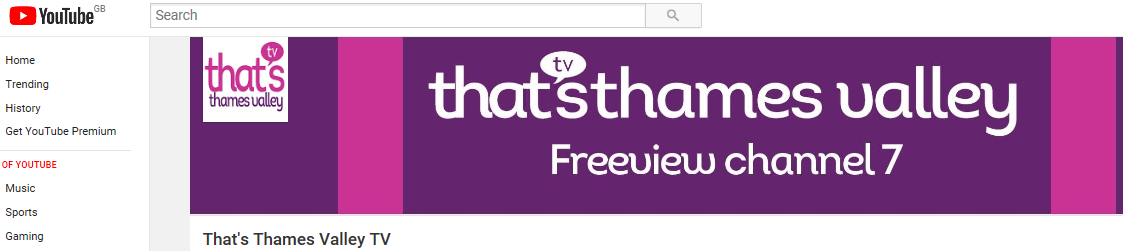 YouTube GB
Search
Home
Trending
History
Get YouTube Premium
OF YOUTUBE
Music
Sports
Gaming
tv
that's
thames valley
tv
that's thames valley
Freeview channel 7
That's Thames Valley TV